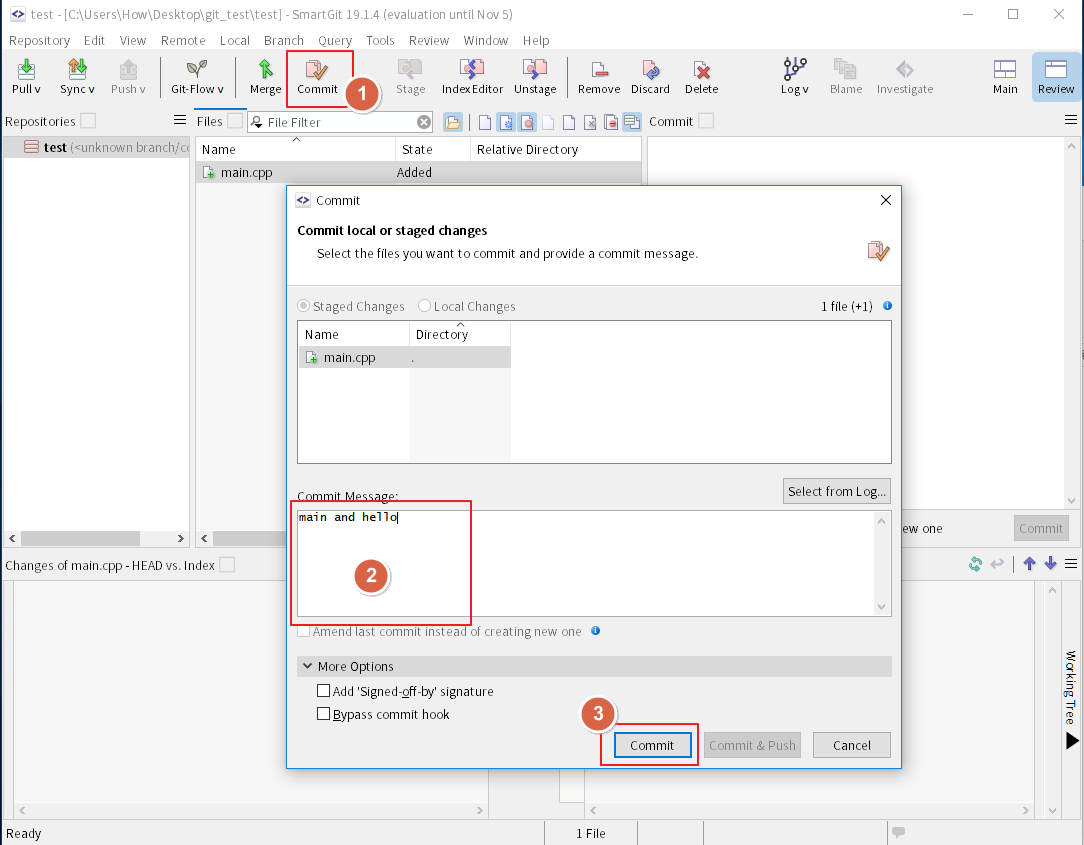 test - [C:\Users\How\Desktop\git_test\test] - SmartGit 19.1.4 (evaluation until Nov 5)
Repository Edit View Remote Local Branch Query Tools Review Window Help
Pull v Sync v Push v Git-Flow v Merge Commit Stage Index Editor Unstage Remove Discard Delete Log v Blame Investigate Main Review
1
Repositories Files File Filter Commit
Name State Relative Directory
test (<unknown branch/co
main.cpp Added
Commit
Commit local or staged changes
Select the files you want to commit and provide a commit message.
Staged Changes Local Changes 1 file (+1)
Name Directory
main.cpp .
Commit Message: Select from Log...
main and hello
ew one Commit
Changes of main.cpp - HEAD vs. Index
2
Amend last commit instead of creating new one
More Options
Working Tree
Add 'Signed-off-by' signature
Bypass commit hook
3
Commit Commit & Push Cancel
Ready 1 File